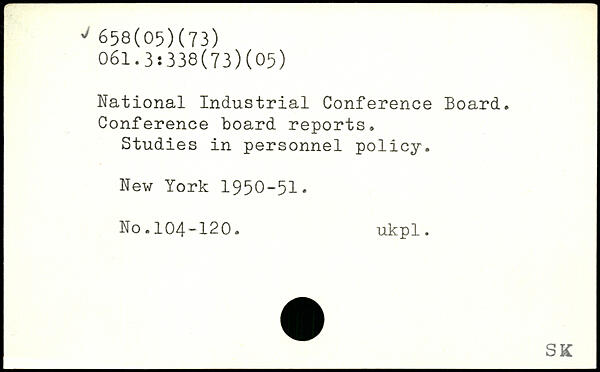 ✓ 658(05)(73)
061.3:338(73)(05)
National Industrial Conference Board.
Conference board reports.
Studies in personnel policy.
New York 1950-51.
No.104-120. ukpl.
SK